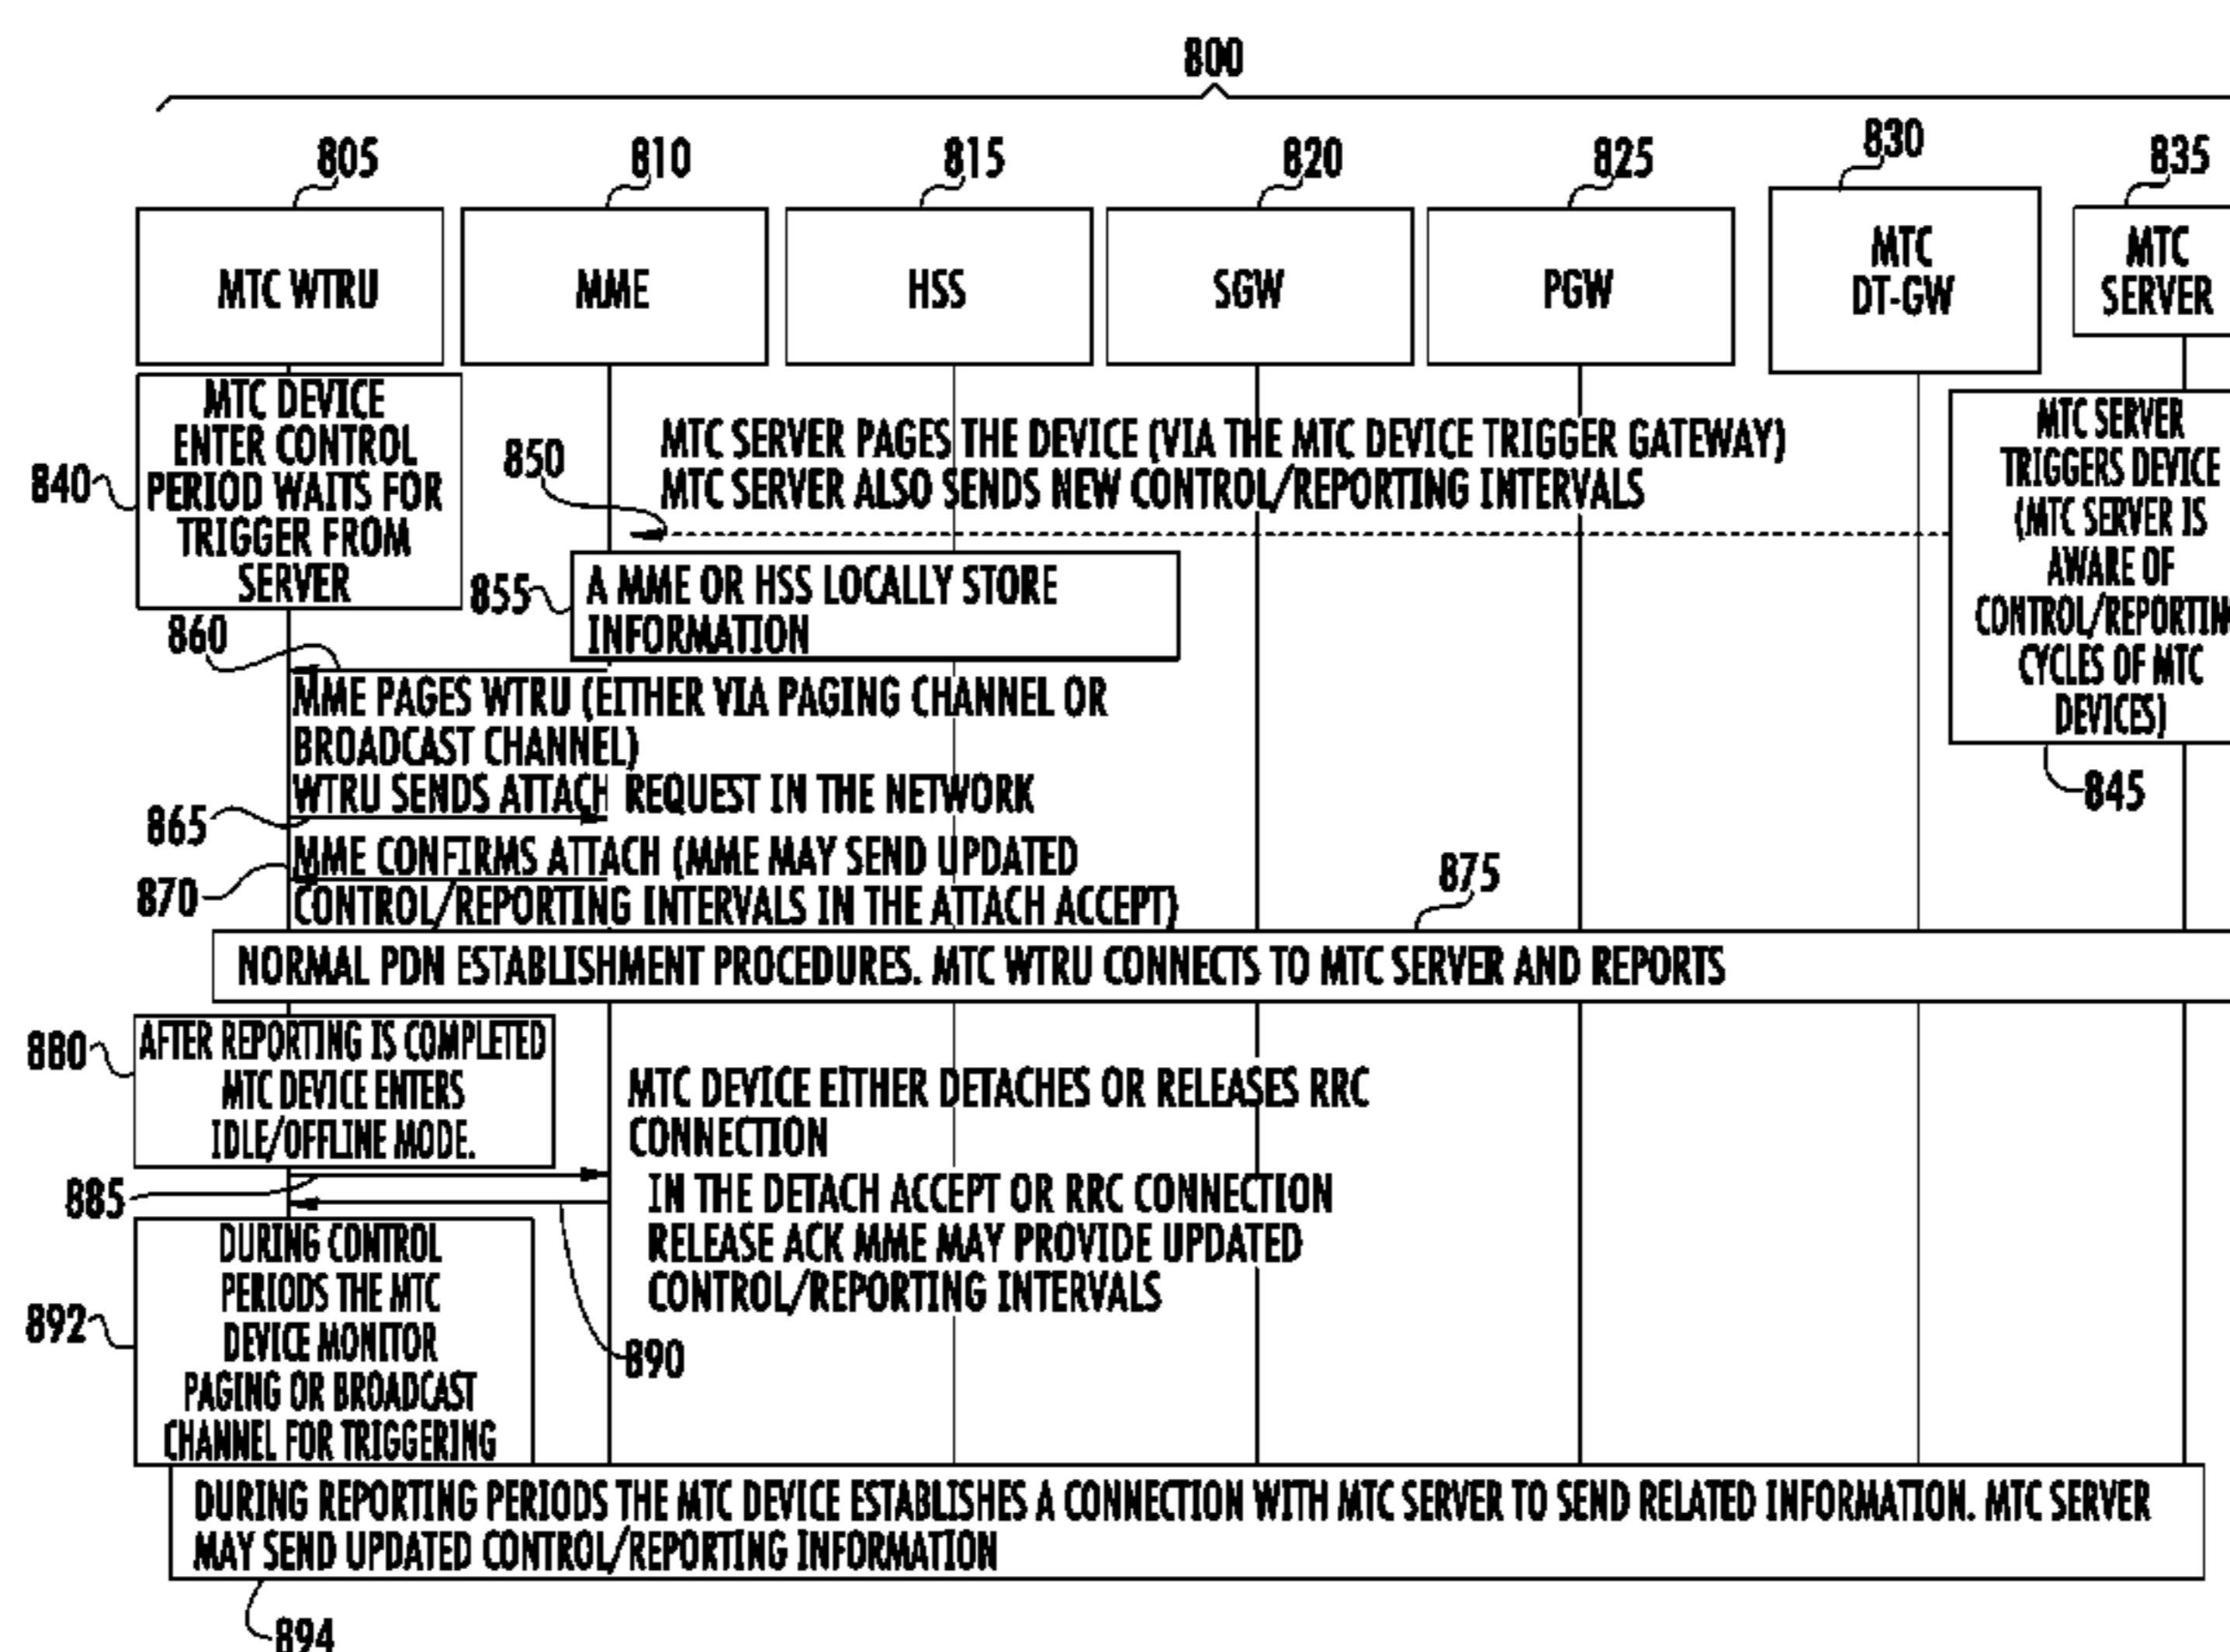 800
805
810
815
820
825
830
835
MTC WTRU
MME
HSS
SGW
PGW
MTC
DT-GW
MTC
SERVER
MTC DEVICE
ENTER CONTROL
PERIOD WAITS FOR
TRIGGER FROM
SERVER
840
850
MTC SERVER PAGES THE DEVICE (VIA THE MTC DEVICE TRIGGER GATEWAY)
MTC SERVER ALSO SENDS NEW CONTROL/REPORTING INTERVALS
MTC SERVER
TRIGGERS DEVICE
(MTC SERVER IS
AWARE OF
CONTROL/REPORTIN
CYCLES OF MTC
DEVICES)
845
855
A MME OR HSS LOCALLY STORE
INFORMATION
860
MME PAGES WTRU (EITHER VIA PAGING CHANNEL OR
BROADCAST CHANNEL)
WTRU SENDS ATTACH REQUEST IN THE NETWORK
865
MME CONFIRMS ATTACH (MME MAY SEND UPDATED
CONTROL/REPORTING INTERVALS IN THE ATTACH ACCEPT)
870
875
NORMAL PDN ESTABLISHMENT PROCEDURES. MTC WTRU CONNECTS TO MTC SERVER AND REPORTS
880
AFTER REPORTING IS COMPLETED
MTC DEVICE ENTERS
IDLE/OFFLINE MODE.
MTC DEVICE EITHER DETACHES OR RELEASES RRC
CONNECTION
885
IN THE DETACH ACCEPT OR RRC CONNECTION
RELEASE ACK MME MAY PROVIDE UPDATED
CONTROL/REPORTING INTERVALS
890
892
DURING CONTROL
PERIODS THE MTC
DEVICE MONITOR
PAGING OR BROADCAST
CHANNEL FOR TRIGGERING
DURING REPORTING PERIODS THE MTC DEVICE ESTABLISHES A CONNECTION WITH MTC SERVER TO SEND RELATED INFORMATION. MTC SERVER
MAY SEND UPDATED CONTROL/REPORTING INFORMATION
894